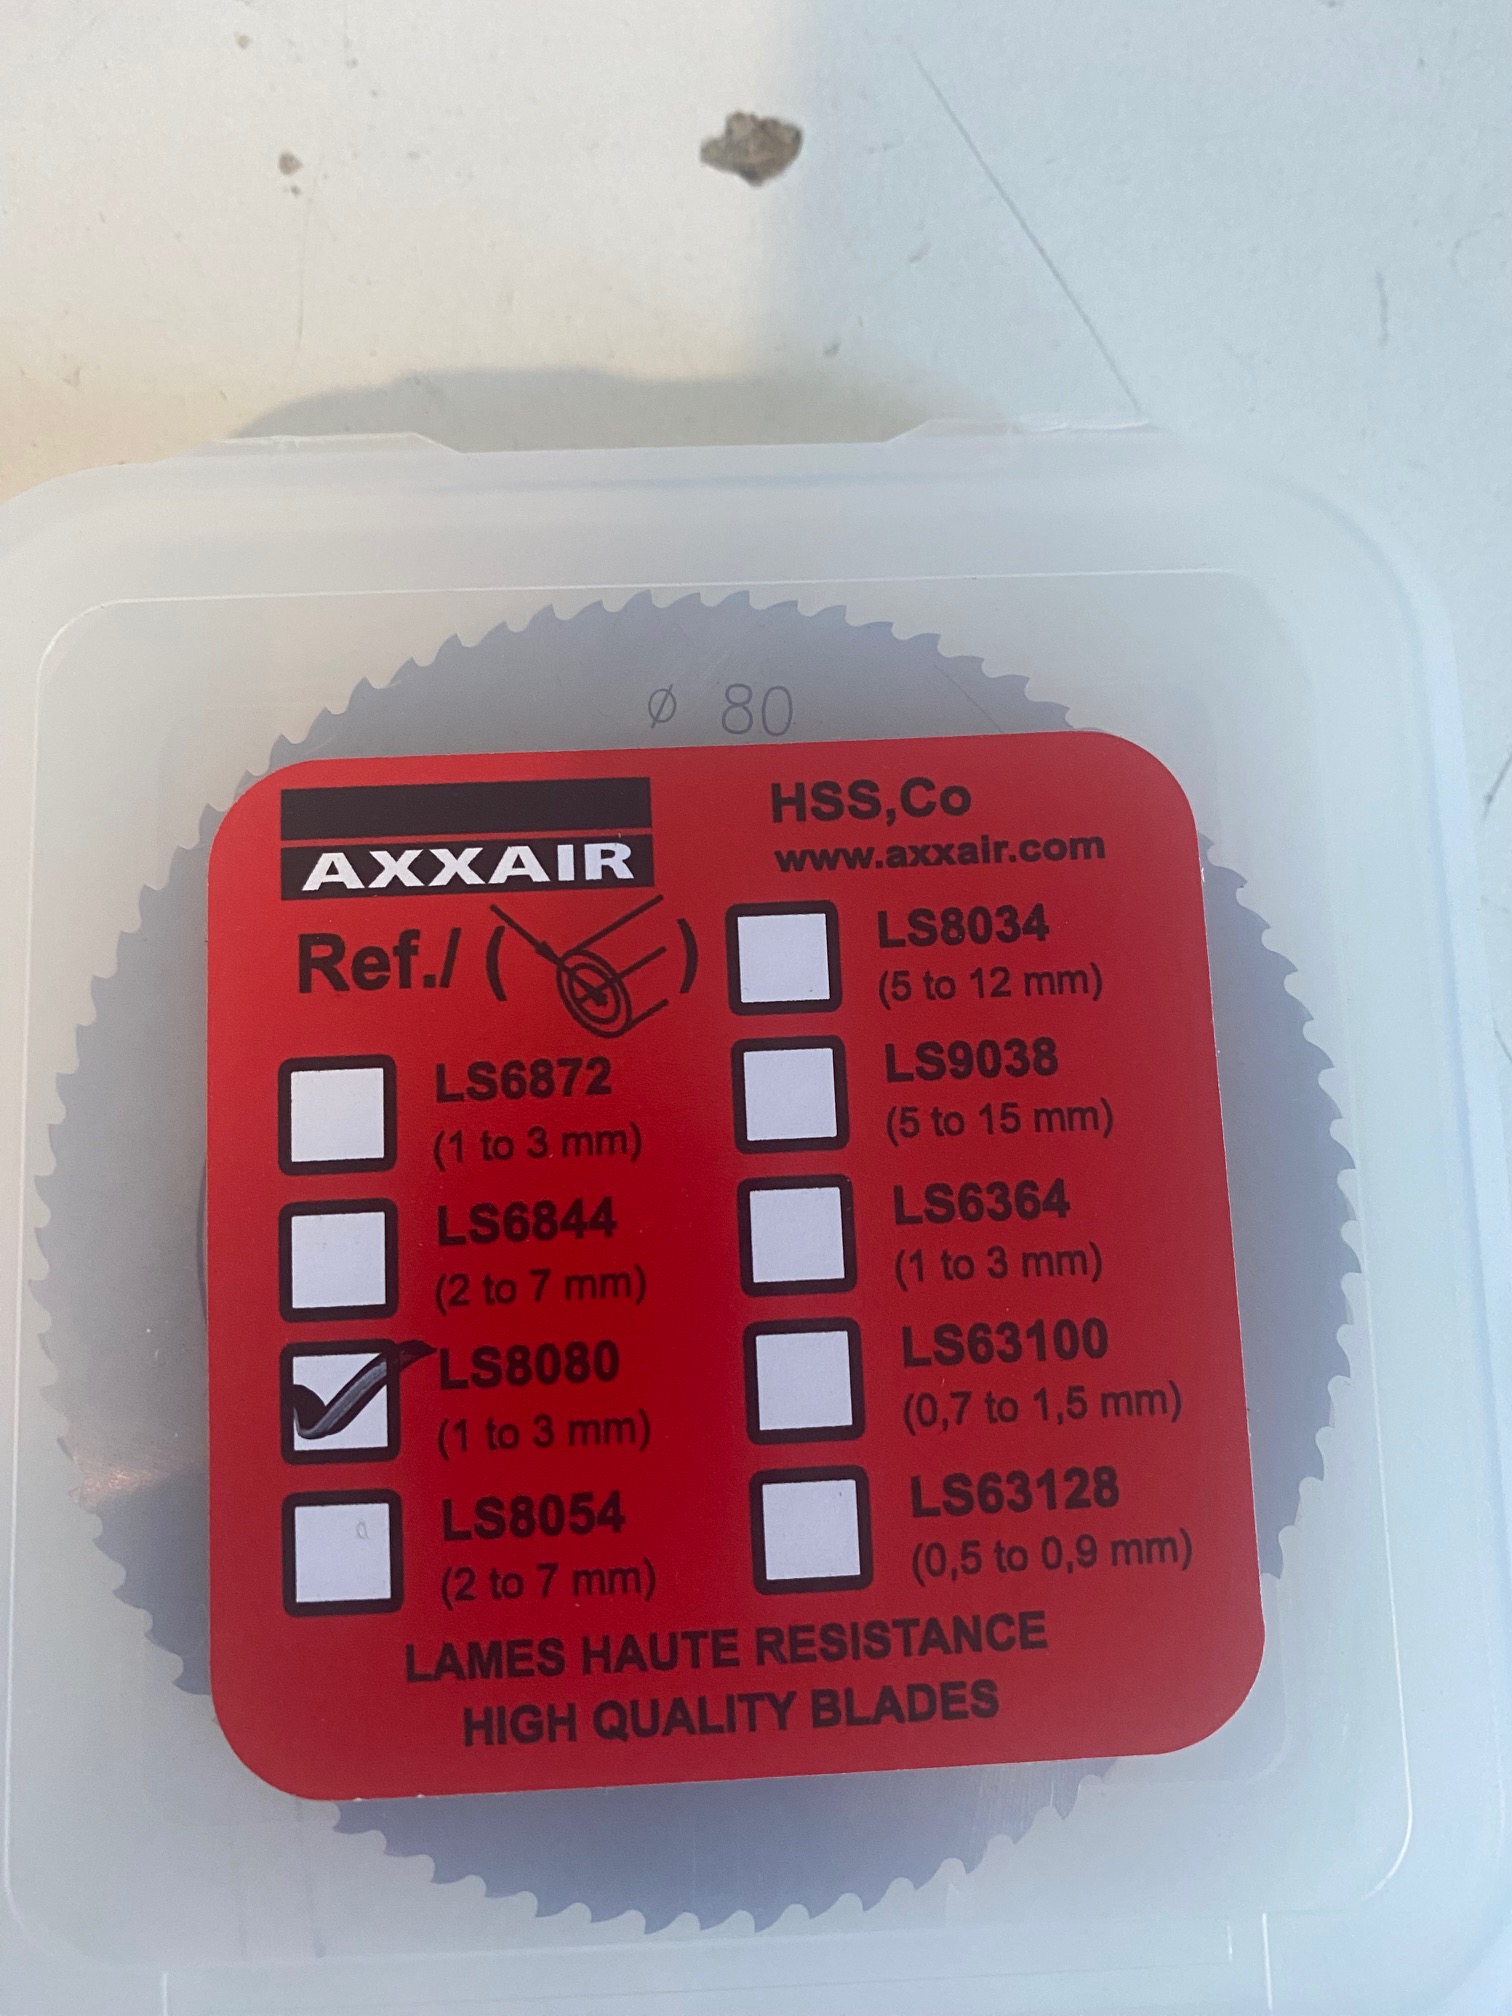 ø 80
AXXAIR
HSS,Co
www.axxair.com
Ref./ ( )
LS6872
(1 to 3 mm)
LS6844
(2 to 7 mm)
LS8080
(1 to 3 mm)
LS8054
(2 to 7 mm)
LS8034
(5 to 12 mm)
LS9038
(5 to 15 mm)
LS6364
(1 to 3 mm)
LS63100
(0,7 to 1,5 mm)
LS63128
(0,5 to 0,9 mm)
LAMES HAUTE RESISTANCE
HIGH QUALITY BLADES